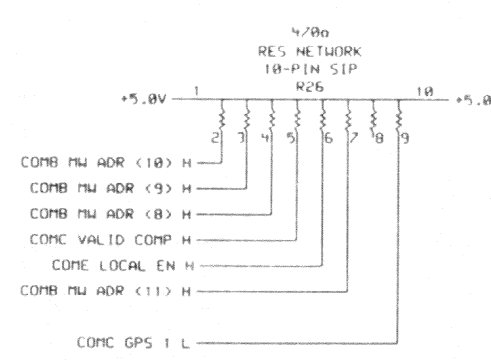 470Ω
RES NETWORK
10-PIN SIP
R26
+5.0V 1 10 +5.0
2 3 4 5 6 7 8 9
COMB MW ADR <10> H
COMB MW ADR <9> H
COMB MW ADR <8> H
COMC VALID COMP H
COME LOCAL EN H
COMB MW ADR <11> H
COMC GPS 1 L